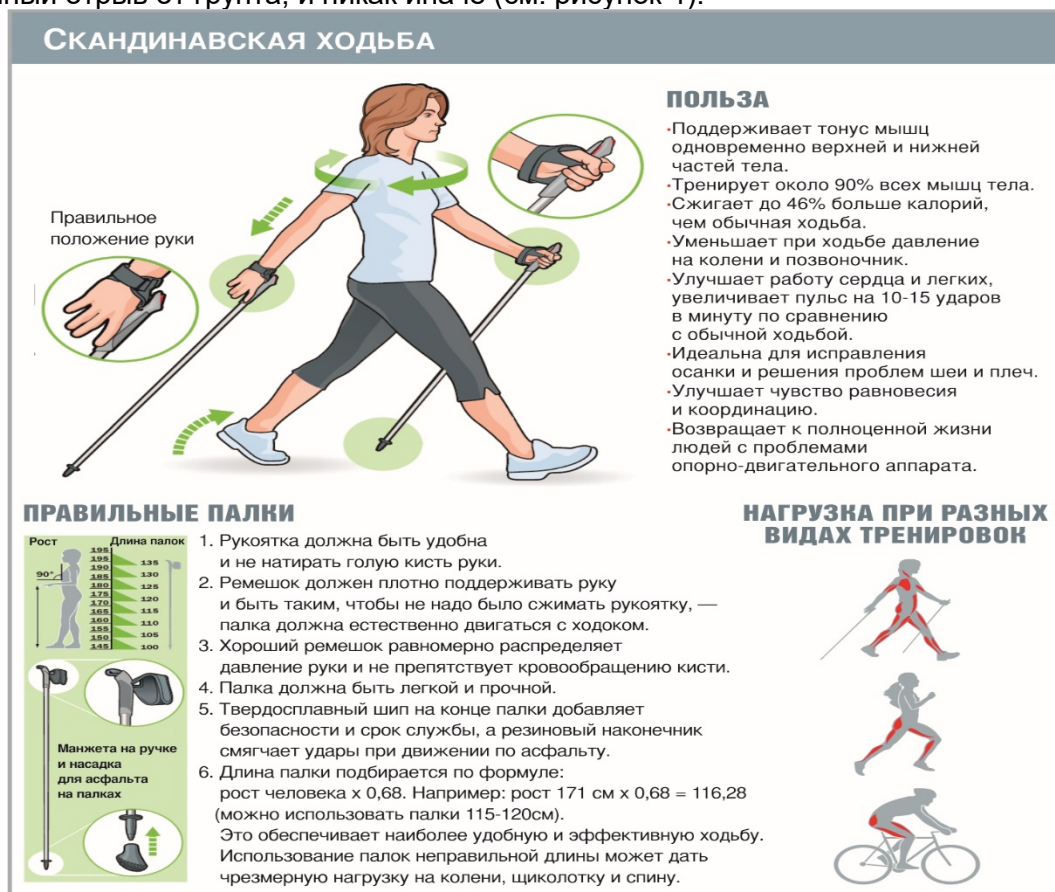 ный отрыв от грунта, и никак иначе (см. рисунок 1).
СКАНДИНАВСКАЯ ХОДЬБА
Правильное
положение руки
ПОЛЬЗА
·Поддерживает тонус мышц
одновременно верхней и нижней
частей тела.
·Тренирует около 90% всех мышц тела.
·Сжигает до 46% больше калорий,
чем обычная ходьба.
·Уменьшает при ходьбе давление
на колени и позвоночник.
·Улучшает работу сердца и легких,
увеличивает пульс на 10-15 ударов
в минуту по сравнению
с обычной ходьбой.
·Идеальна для исправления
осанки и решения проблем шеи и плеч.
·Улучшает чувство равновесия
и координацию.
·Возвращает к полноценной жизни
людей с проблемами
опорно-двигательного аппарата.
ПРАВИЛЬНЫЕ ПАЛКИ
Рост Длина палок
90°
195
195
190
185
180
175
170
165
160
155
150
145
135
130
125
120
115
110
105
100
Манжета на ручке
и насадка
для асфальта
на палках
1. Рукоятка должна быть удобна
и не натирать голую кисть руки.
2. Ремешок должен плотно поддерживать руку
и быть таким, чтобы не надо было сжимать рукоятку, —
палка должна естественно двигаться с ходоком.
3. Хороший ремешок равномерно распределяет
давление руки и не препятствует кровообращению кисти.
4. Палка должна быть легкой и прочной.
5. Твердосплавный шип на конце палки добавляет
безопасности и срок службы, а резиновый наконечник
смягчает удары при движении по асфальту.
6. Длина палки подбирается по формуле:
рост человека х 0,68. Например: рост 171 см х 0,68 = 116,28
(можно использовать палки 115-120см).
Это обеспечивает наиболее удобную и эффективную ходьбу.
Использование палок неправильной длины может дать
чрезмерную нагрузку на колени, щиколотку и спину.
НАГРУЗКА ПРИ РАЗНЫХ
ВИДАХ ТРЕНИРОВОК